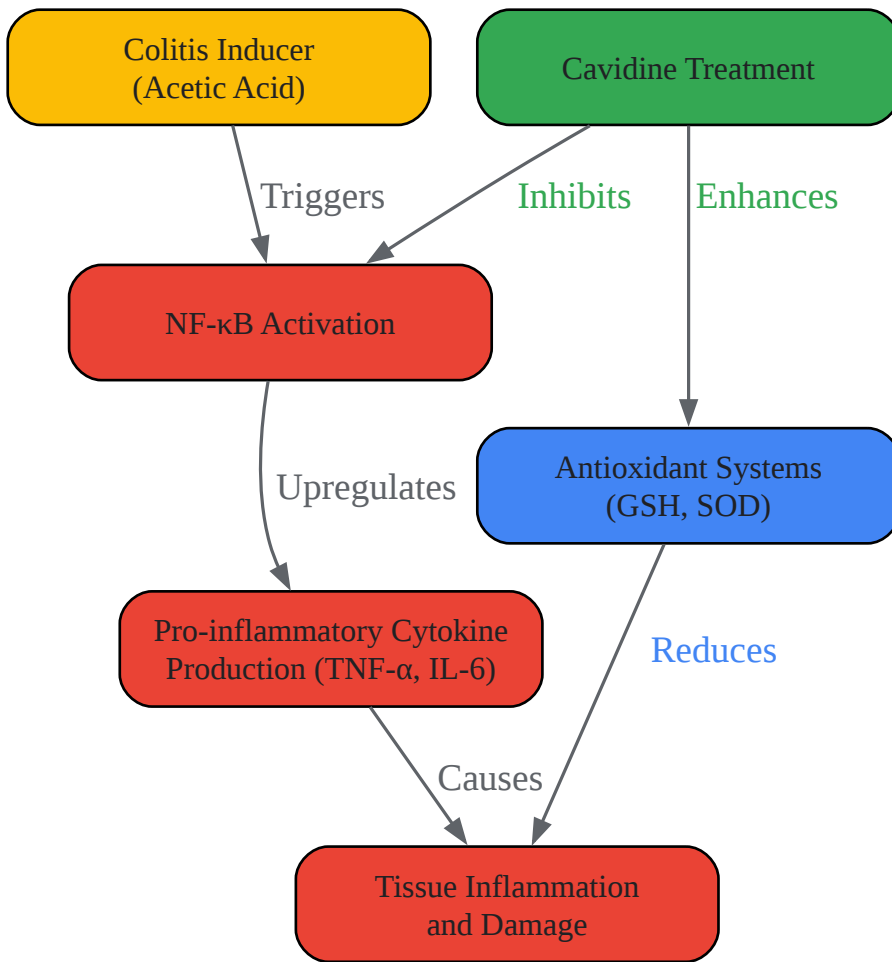 Colitis Inducer
(Acetic Acid)
Cavidine Treatment
Triggers
Inhibits
Enhances
NF-κB Activation
Upregulates
Antioxidant Systems
(GSH, SOD)
Pro-inflammatory Cytokine
Production (TNF-α, IL-6)
Reduces
Causes
Tissue Inflammation
and Damage